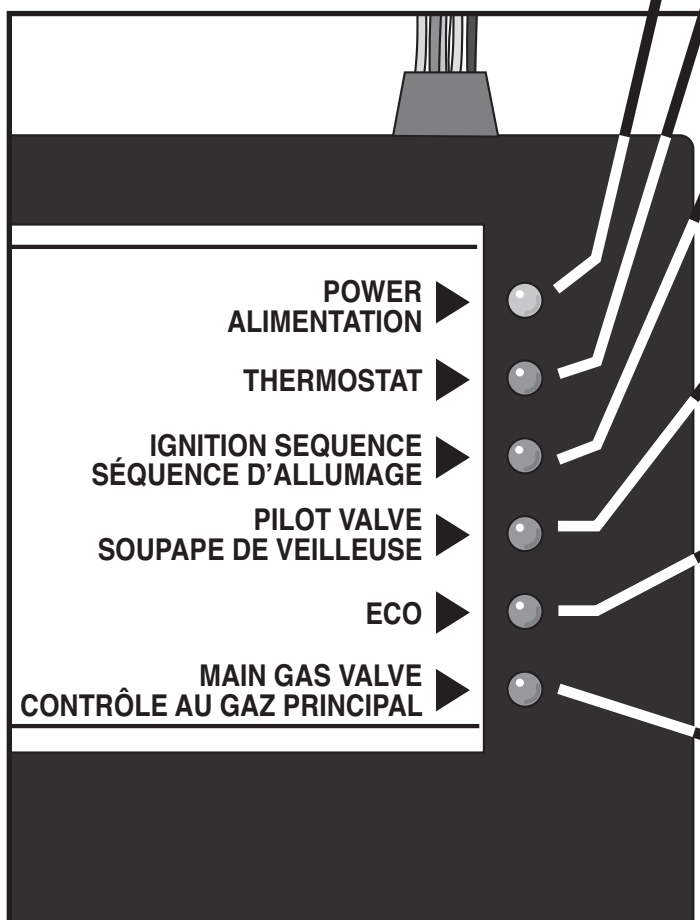 POWER
ALIMENTATION
THERMOSTAT
IGNITION SEQUENCE
SÉQUENCE D’ALLUMAGE
PILOT VALVE
SOUPAPE DE VEILLEUSE
ECO
MAIN GAS VALVE
CONTRÔLE AU GAZ PRINCIPAL